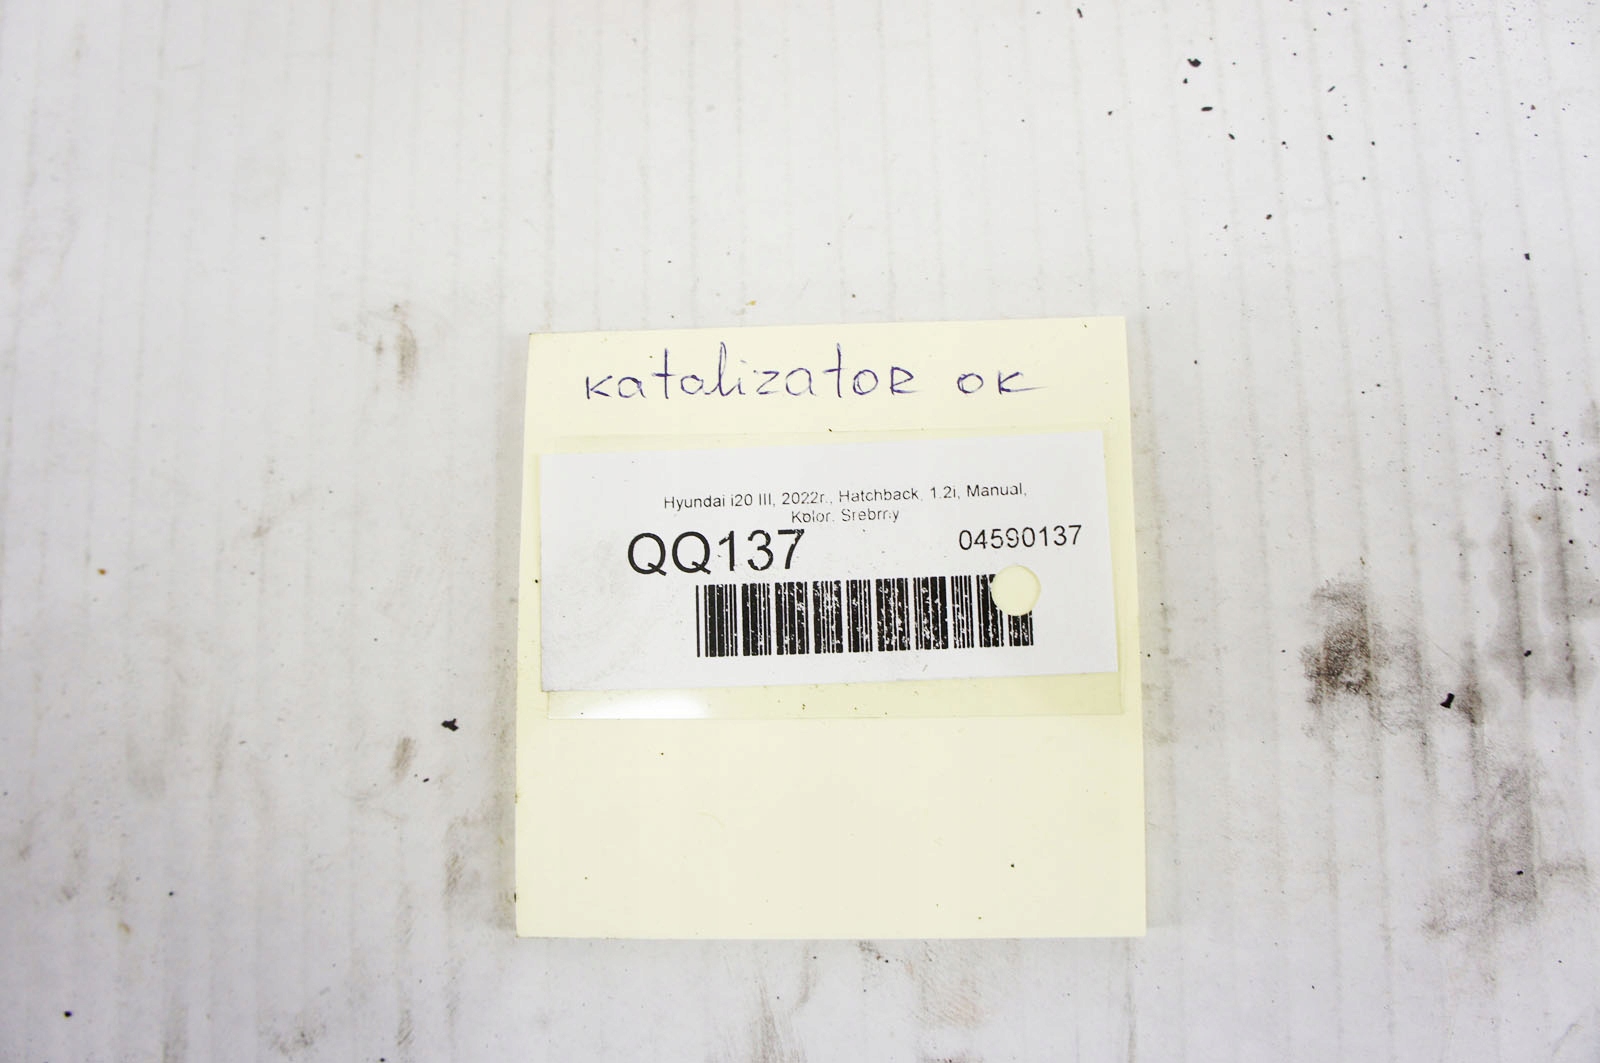 katalizator ok
Hyundai i20 III, 2022r., Hatchback, 1.2i, Manual,
Kolor: Srebrny
QQ137 04590137